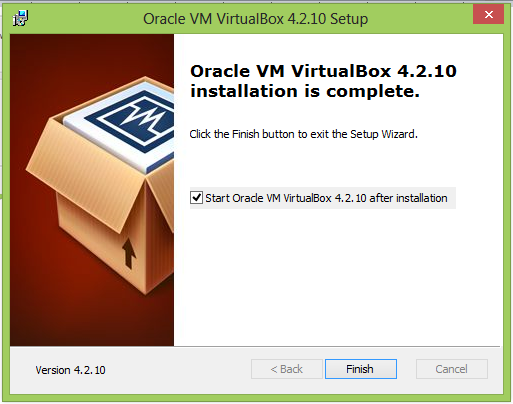 Oracle VM VirtualBox 4.2.10 Setup
Oracle VM VirtualBox 4.2.10
installation is complete.
Click the Finish button to exit the Setup Wizard.
Start Oracle VM VirtualBox 4.2.10 after installation
Version 4.2.10
< Back
Finish
Cancel